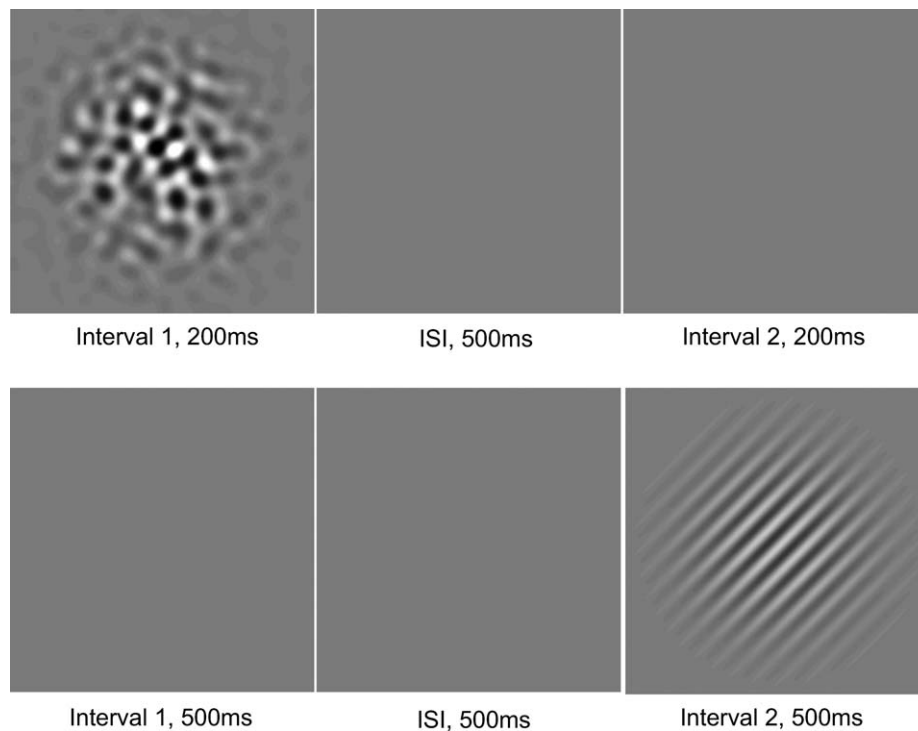 Interval 1, 200ms ISI, 500ms Interval 2, 200ms
Interval 1, 500ms ISI, 500ms Interval 2, 500ms